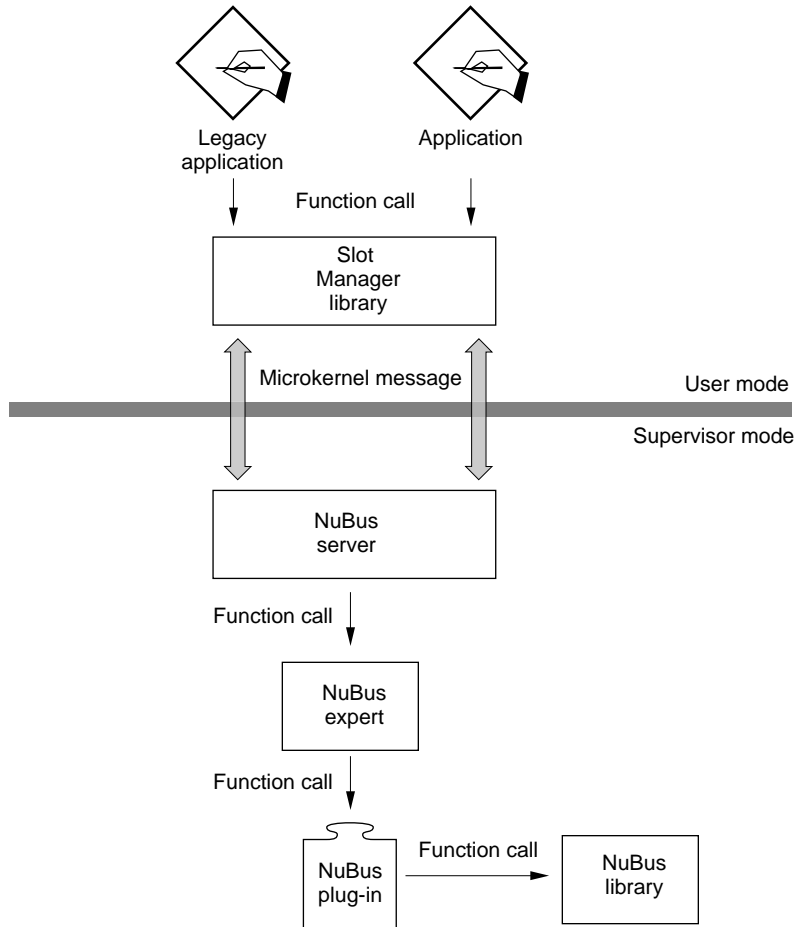 Legacy
application
Application
Function call
Slot
Manager
library
Microkernel message
User mode
Supervisor mode
NuBus
server
Function call
NuBus
expert
Function call
NuBus
plug-in
Function call
NuBus
library